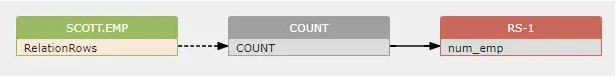 SCOTT.EMP
RelationRows
COUNT
COUNT
RS-1
num_emp